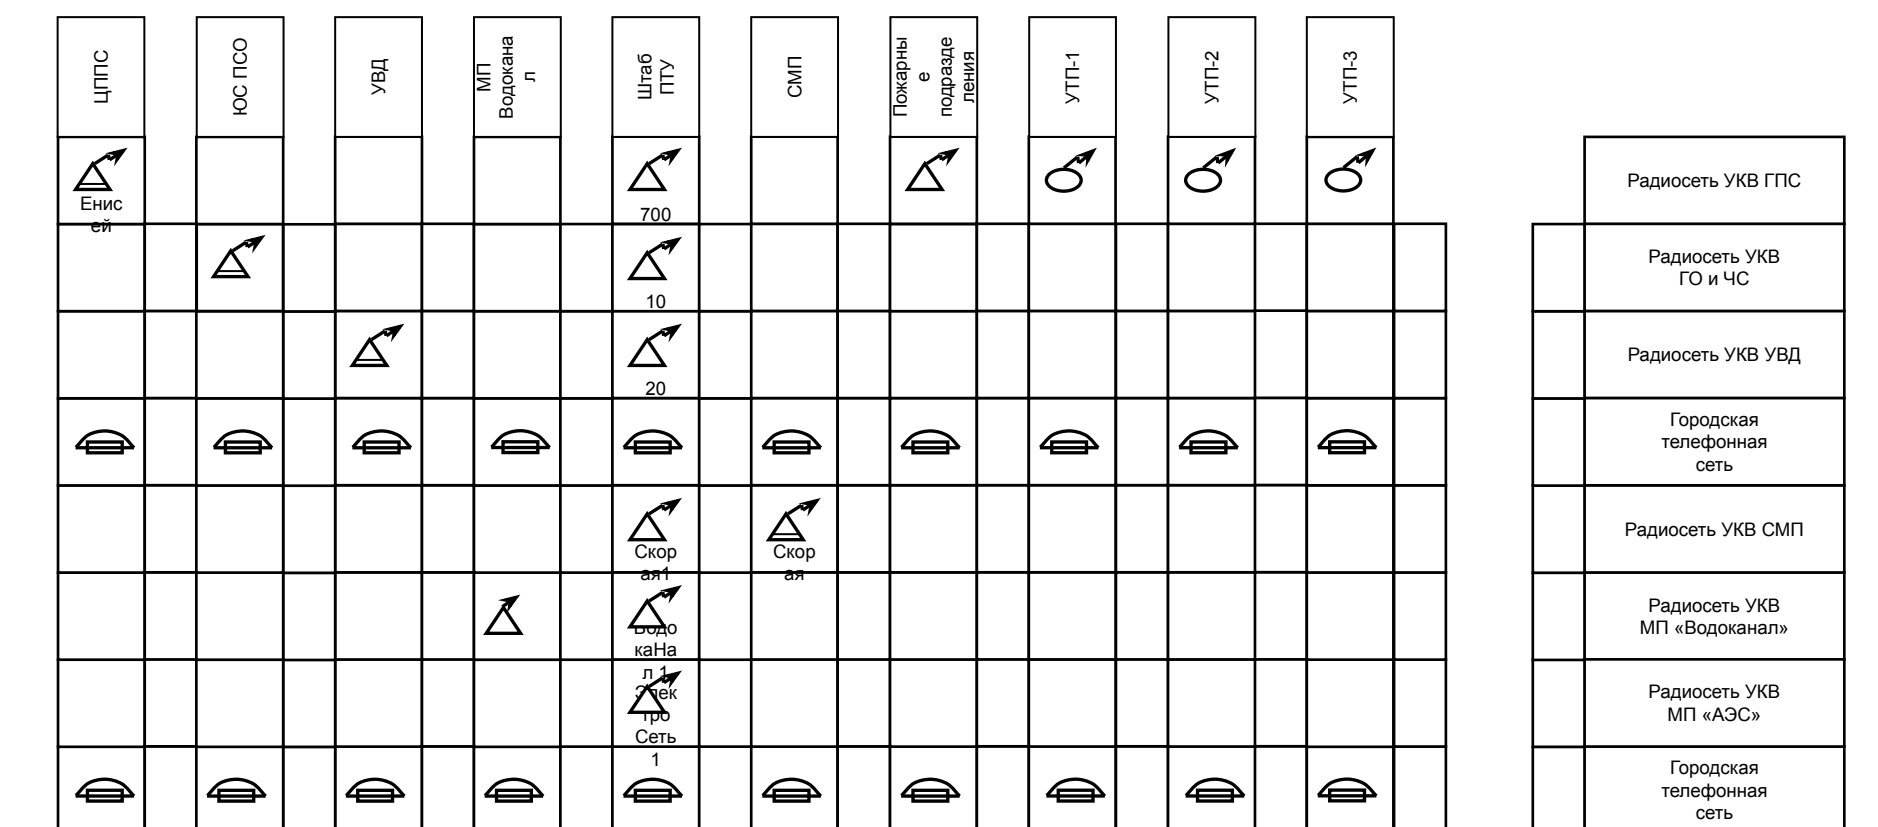 ЦППС
ЮС ПСО
УВД
МП
Водокана
л
Штаб
ПТУ
СМП
Пожарны
е
подразде
ления
УТП-1
УТП-2
УТП-3
Енис
ей
700
Радиосеть УКВ ГПС
10
Радиосеть УКВ
ГО и ЧС
20
Радиосеть УКВ УВД
Городская
телефонная
сеть
Скор
ая1
Скор
ая
Радиосеть УКВ СМП
Водо
каНа
л 1
Радиосеть УКВ
МП «Водоканал»
Элек
тро
Сеть
1
Радиосеть УКВ
МП «АЭС»
Городская
телефонная
сеть